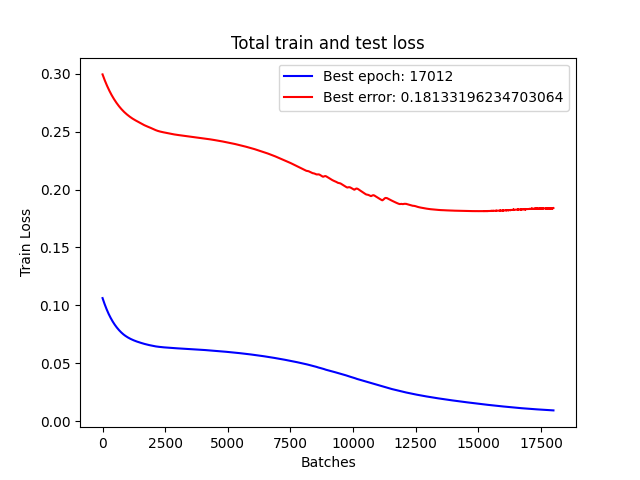 Total train and test loss
Best epoch: 17012
Best error: 0.18133196234703064
0.30
0.25
0.20
0.15
0.10
0.05
0.00
Train Loss
0 2500 5000 7500 10000 12500 15000 17500
Batches